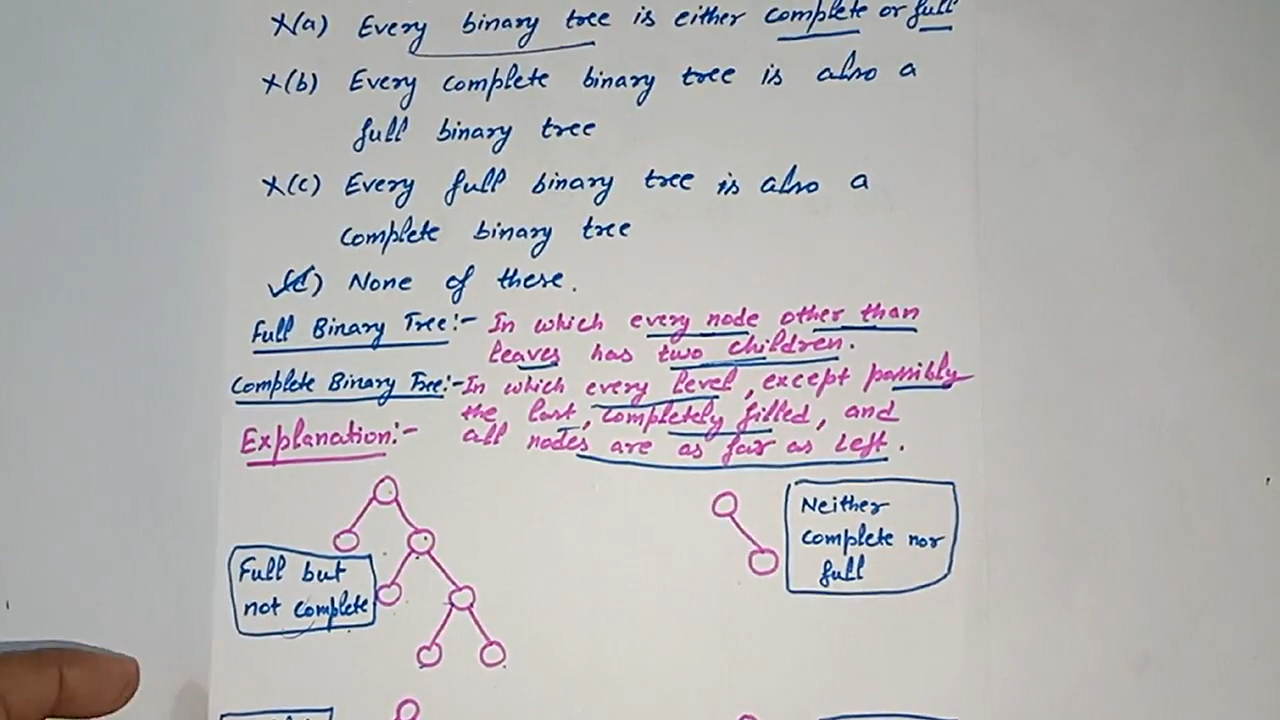 ×(a) Every binary tree is either complete or full
×(b) Every complete binary tree is also a
full binary tree
×(c) Every full binary tree is also a
complete binary tree
✓(d) None of these.
Full Binary Tree:- In which every node other than
leaves has two children.
Complete Binary Tree:- In which every level, except possibly
the last, completely filled, and
all nodes are as far as left.
Explanation:-
Neither
complete nor
full
Full but
not complete